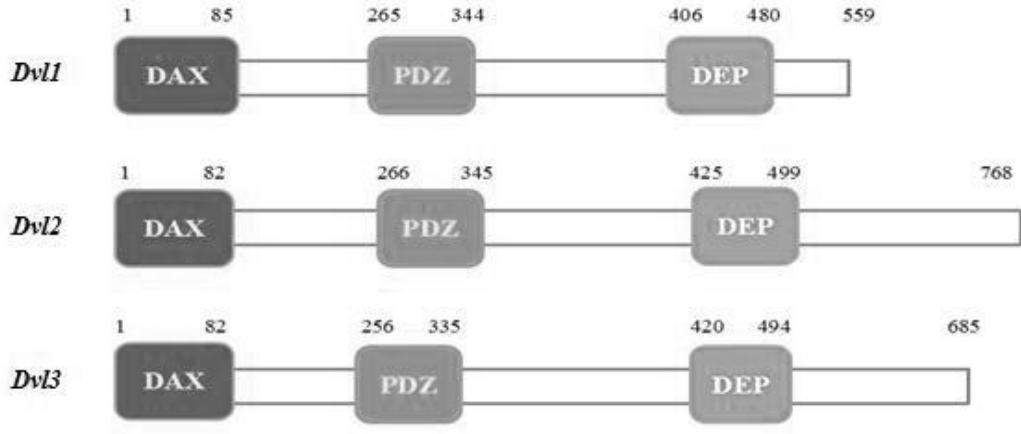 1 85 265 344 406 480 559
Dvl1 DAX PDZ DEP
1 82 266 345 425 499 768
Dvl2 DAX PDZ DEP
1 82 256 335 420 494 685
Dvl3 DAX PDZ DEP